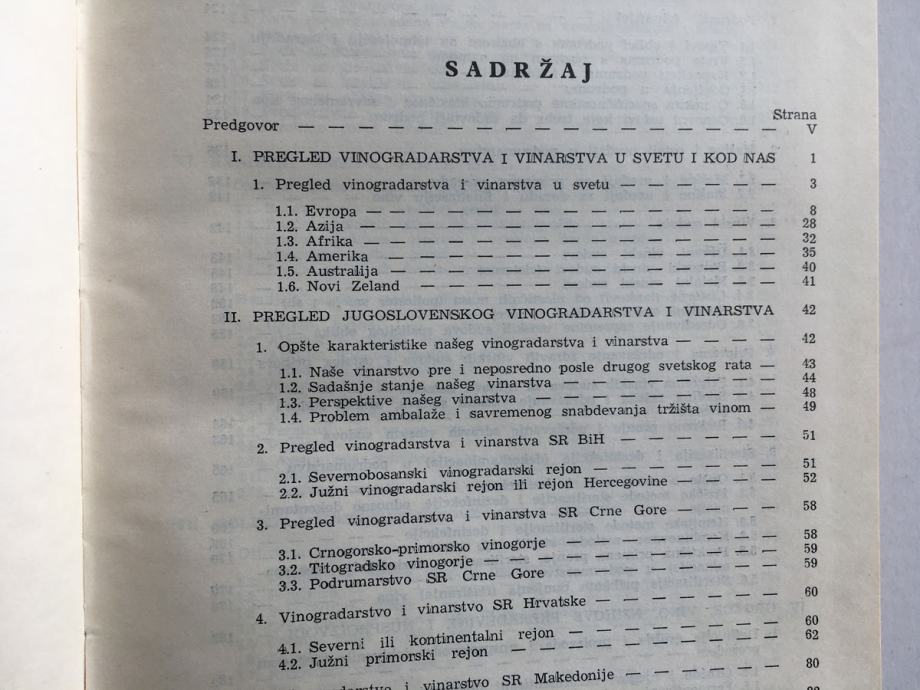 SADRŽAJ
Strana
Predgovor — — — — — — — — — — — — — — — — — V
I. PREGLED VINOGRADARSTVA I VINARSTVA U SVETU I KOD NAS 1
1. Pregled vinogradarstva i vinarstva u svetu — — — — — — 3
1.1. Evropa — — — — — — — — — — — — — — — 8
1.2. Azija — — — — — — — — — — — — — — — 28
1.3. Afrika — — — — — — — — — — — — — — — 32
1.4. Amerika — — — — — — — — — — — — — — 35
1.5. Australija — — — — — — — — — — — — — — 40
1.6. Novi Zeland — — — — — — — — — — — — — 41
II. PREGLED JUGOSLOVENSKOG VINOGRADARSTVA I VINARSTVA 42
1. Opšte karakteristike našeg vinogradarstva i vinarstva — — — — 42
1.1. Naše vinarstvo pre i neposredno posle drugog svetskog rata — 43
1.2. Sadašnje stanje našeg vinarstva — — — — — — — — 44
1.3. Perspektive našeg vinarstva — — — — — — — — — 48
1.4. Problem ambalaže i savremenog snabdevanja tržišta vinom — 49
2. Pregled vinogradarstva i vinarstva SR BiH — — — — — — 51
2.1. Severnobosanski vinogradarski rejon — — — — — — — 51
2.2. Južni vinogradarski rejon ili rejon Hercegovine — — — — 52
3. Pregled vinogradarstva i vinarstva SR Crne Gore — — — — 58
3.1. Crnogorsko-primorsko vinogorje — — — — — — — — 58
3.2. Titogradsko vinogorje — — — — — — — — — — — 59
3.3. Podrumarstvo SR Crne Gore — — — — — — — — 59
4. Vinogradarstvo i vinarstvo SR Hrvatske — — — — — — — 60
4.1. Severni ili kontinentalni rejon — — — — — — — — 60
4.2. Južni primorski rejon — — — — — — — — — — 62
i vinarstvo SR Makedonije — — — — — — 80